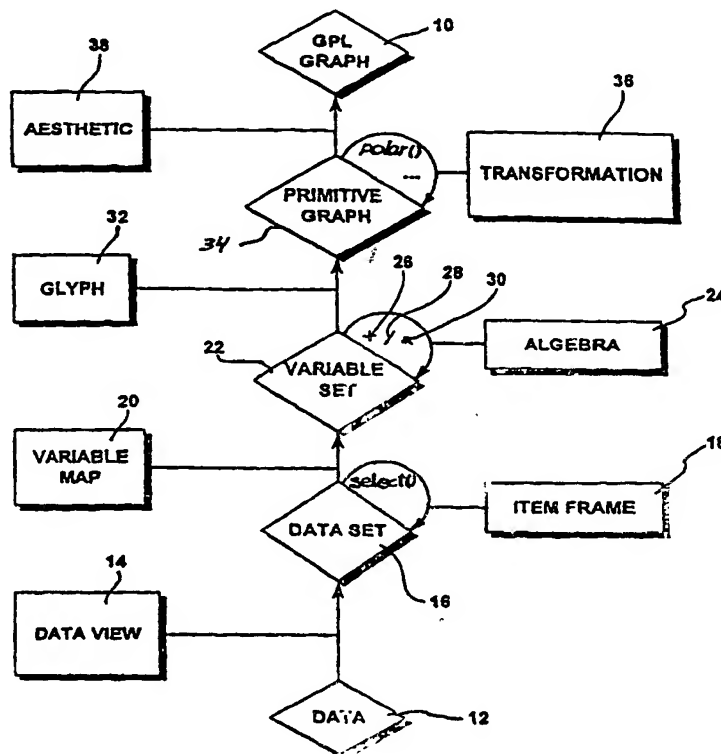 38
10
GPL
GRAPH
36
AESTHETIC
polar()
...
TRANSFORMATION
PRIMITIVE
GRAPH
34
32
GLYPH
26
28
30
24
+
ALGEBRA
22
VARIABLE
SET
20
VARIABLE
MAP
18
select()
ITEM FRAME
DATA SET
14
16
DATA VIEW
DATA
12